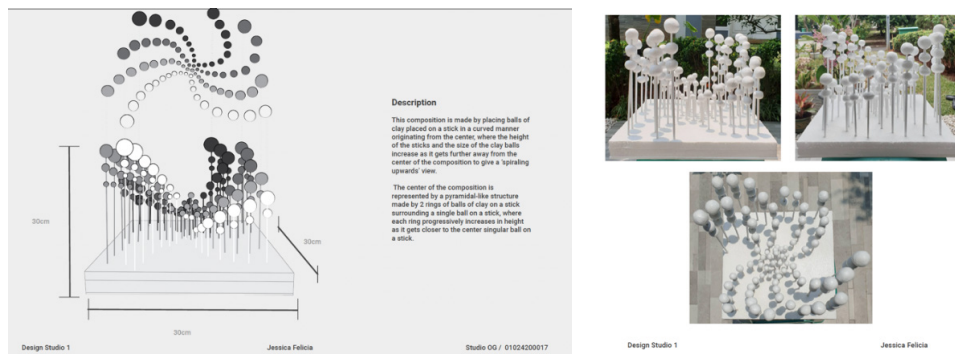 Description
This composition is made by placing balls of
clay placed on a stick in a curved manner
originating from the center, where the height
of the sticks and the size of the clay balls
increase as it gets further away from the
center of the composition to give a 'spiraling
upwards' view.
The center of the composition is
represented by a pyramidal-like structure
made by 2 rings of balls of clay on a stick
surrounding a single ball on a stick, where
each ring progressively increases in height
as it gets closer to the center singular ball on
a stick.
30cm
30cm
30cm
Design Studio 1
Jessica Felicia
Studio OG / 01024200017
Design Studio 1
Jessica Felicia